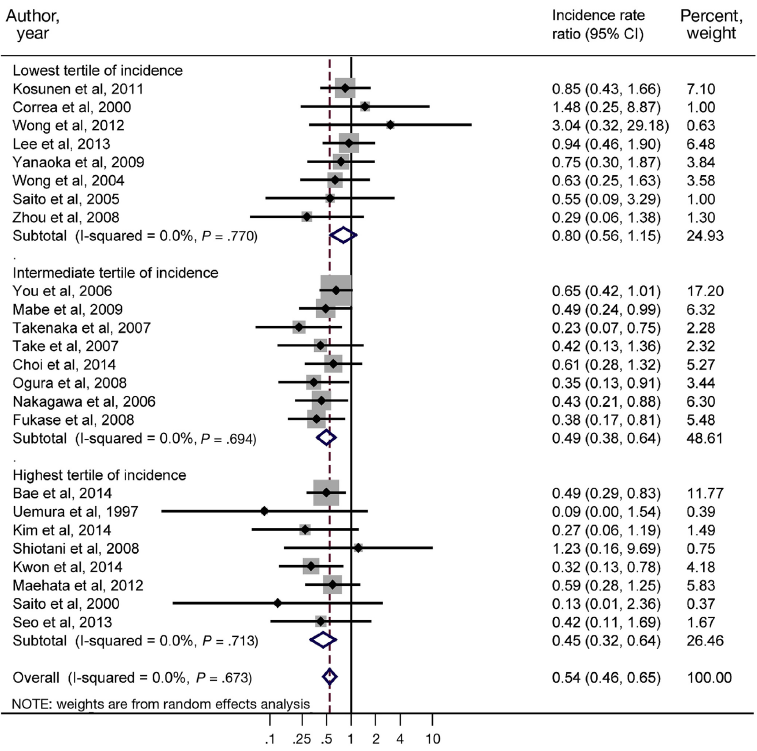 Author, year Incidence rate ratio (95% CI) Percent, weight
Lowest tertile of incidence
Kosunen et al, 2011 0.85 (0.43, 1.66) 7.10
Correa et al, 2000 1.48 (0.25, 8.87) 1.00
Wong et al, 2012 3.04 (0.32, 29.18) 0.63
Lee et al, 2013 0.94 (0.46, 1.90) 6.48
Yanaoka et al, 2009 0.75 (0.30, 1.87) 3.84
Wong et al, 2004 0.63 (0.25, 1.63) 3.58
Saito et al, 2005 0.55 (0.09, 3.29) 1.00
Zhou et al, 2008 0.29 (0.06, 1.38) 1.30
Subtotal (I-squared = 0.0%, P = .770) 0.80 (0.56, 1.15) 24.93
.
Intermediate tertile of incidence
You et al, 2006 0.65 (0.42, 1.01) 17.20
Mabe et al, 2009 0.49 (0.24, 0.99) 6.32
Takenaka et al, 2007 0.23 (0.07, 0.75) 2.28
Take et al, 2007 0.42 (0.13, 1.36) 2.32
Choi et al, 2014 0.61 (0.28, 1.32) 5.27
Ogura et al, 2008 0.35 (0.13, 0.91) 3.44
Nakagawa et al, 2006 0.43 (0.21, 0.88) 6.30
Fukase et al, 2008 0.38 (0.17, 0.81) 5.48
Subtotal (I-squared = 0.0%, P = .694) 0.49 (0.38, 0.64) 48.61
.
Highest tertile of incidence
Bae et al, 2014 0.49 (0.29, 0.83) 11.77
Uemura et al, 1997 0.09 (0.00, 1.54) 0.39
Kim et al, 2014 0.27 (0.06, 1.19) 1.49
Shiotani et al, 2008 1.23 (0.16, 9.69) 0.75
Kwon et al, 2014 0.32 (0.13, 0.78) 4.18
Maehata et al, 2012 0.59 (0.28, 1.25) 5.83
Saito et al, 2000 0.13 (0.01, 2.36) 0.37
Seo et al, 2013 0.42 (0.11, 1.69) 1.67
Subtotal (I-squared = 0.0%, P = .713) 0.45 (0.32, 0.64) 26.46
.
Overall (I-squared = 0.0%, P = .673) 0.54 (0.46, 0.65) 100.00
NOTE: weights are from random effects analysis
.1 .25 .5 1 2 4 10